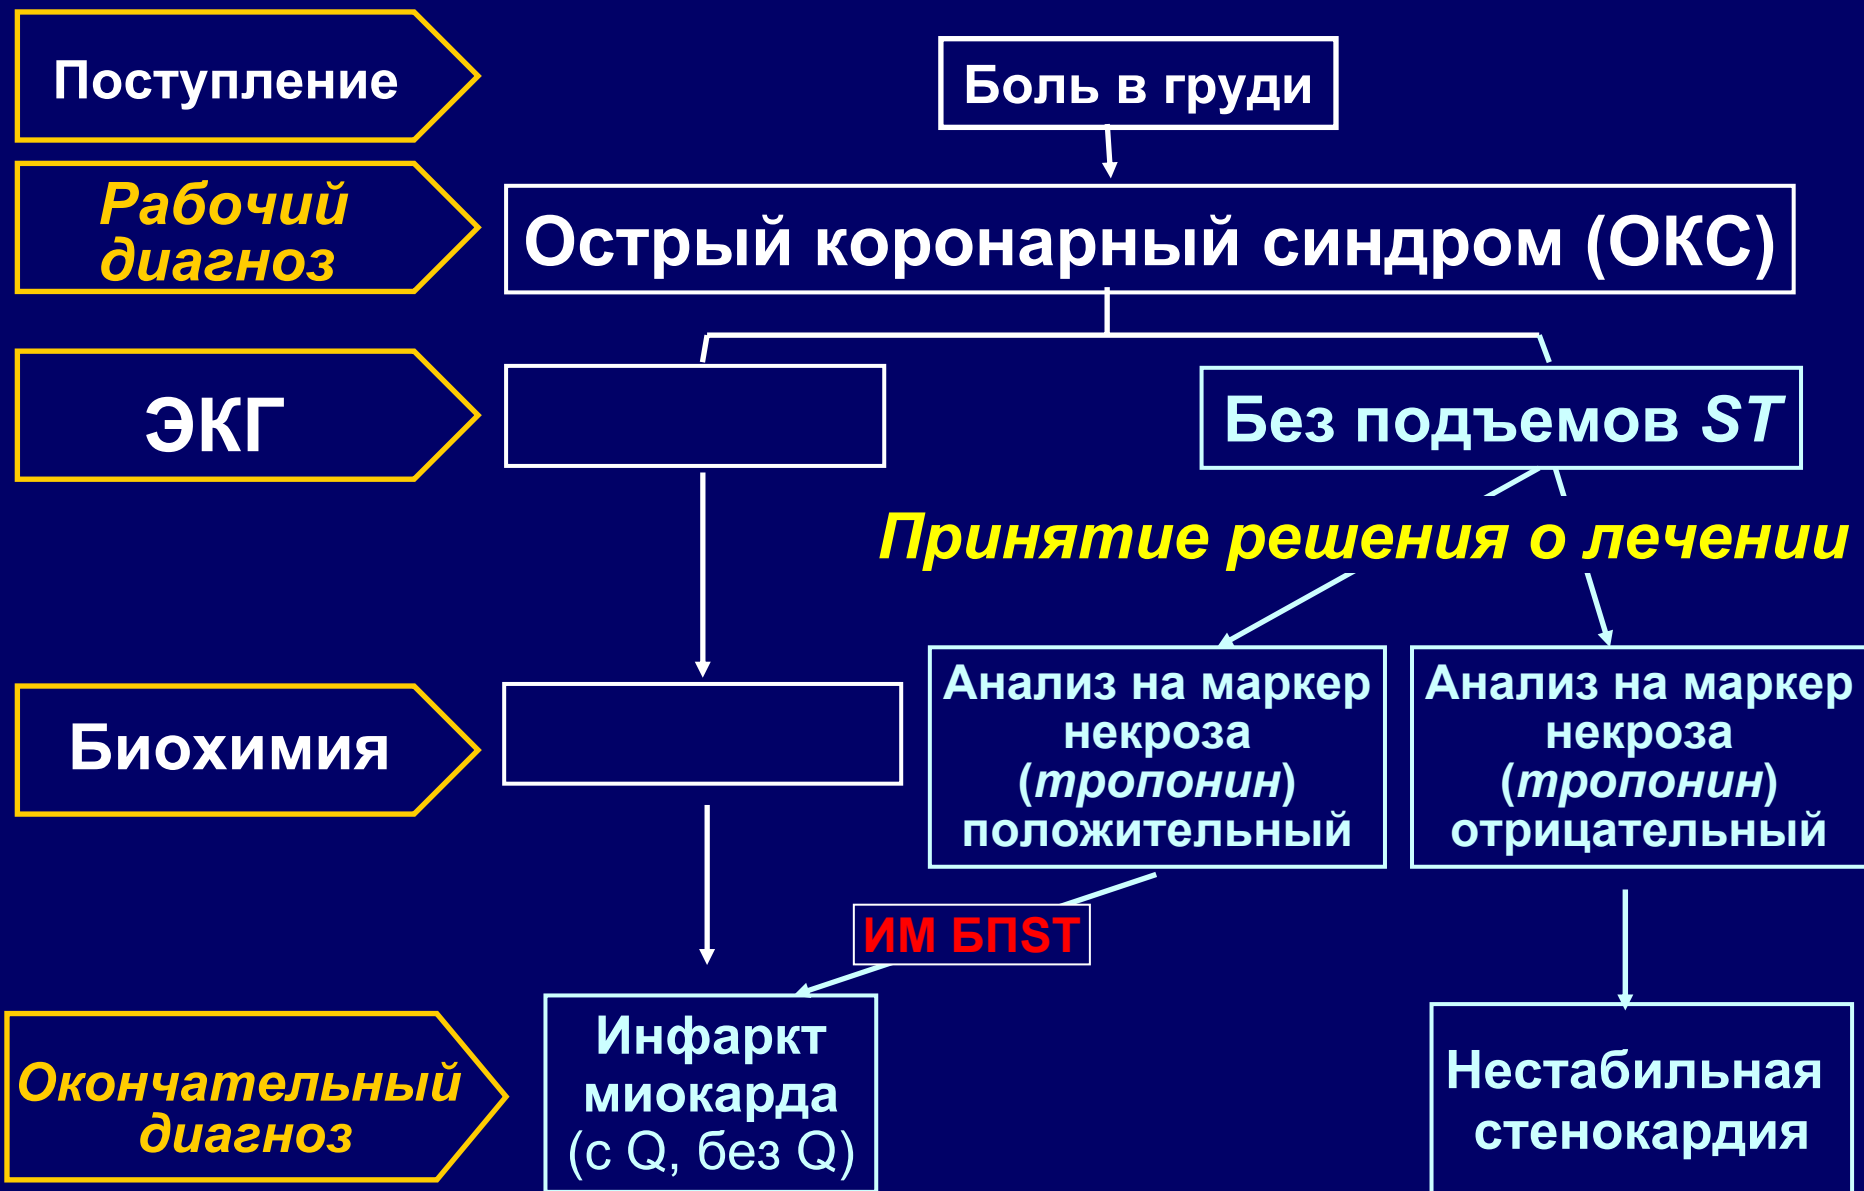 Поступление
Боль в груди
Рабочий
диагноз
Острый коронарный синдром (ОКС)
ЭКГ
Без подъемов ST
Принятие решения о лечении
Биохимия
Анализ на маркер
некроза
(тропонин)
положительный
Анализ на маркер
некроза
(тропонин)
отрицательный
ИМ БПST
Окончательный
диагноз
Инфаркт
миокарда
(с Q, без Q)
Нестабильная
стенокардия